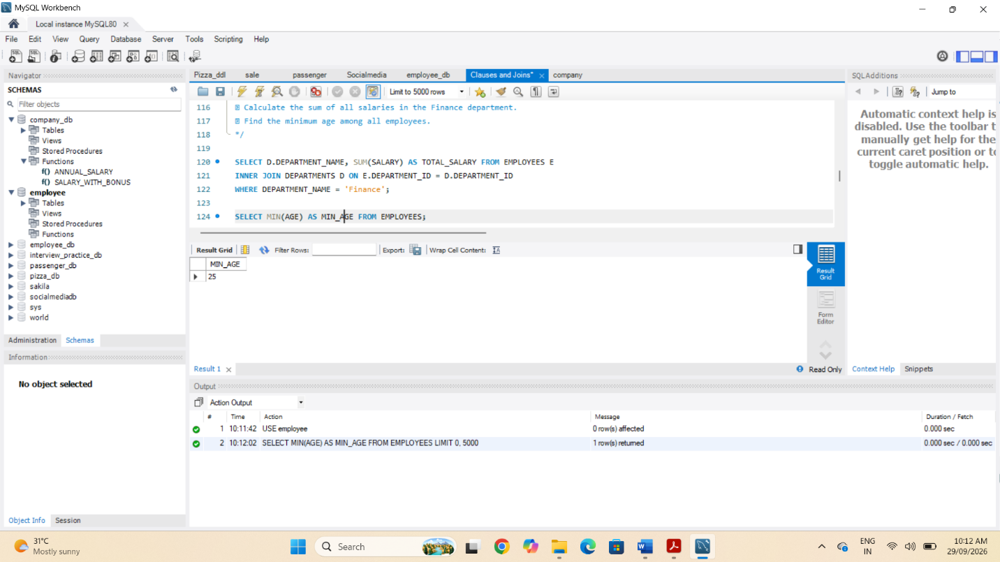 MySQL Workbench
Local instance MySQL80
File Edit View Query Database Server Tools Scripting Help
Navigator
SCHEMAS
Filter objects
company_db
Tables
Views
Stored Procedures
Functions
f() ANNUAL_SALARY
f() SALARY_WITH_BONUS
employee
Tables
Views
Stored Procedures
Functions
employee_db
interview_practice_db
passenger_db
pizza_db
sakila
socialmediadb
sys
world
Administration Schemas
Information
No object selected
Object Info Session
Pizza_ddl sale passenger Socialmedia employee_db Clauses and Joins* company
Limit to 5000 rows
116 Calculate the sum of all salaries in the Finance department.
117 Find the minimum age among all employees.
118 */
119
120 SELECT D.DEPARTMENT_NAME, SUM(SALARY) AS TOTAL_SALARY FROM EMPLOYEES E
121 INNER JOIN DEPARTMENTS D ON E.DEPARTMENT_ID = D.DEPARTMENT_ID
122 WHERE DEPARTMENT_NAME = 'Finance';
123
124 SELECT MIN(AGE) AS MIN_AGE FROM EMPLOYEES;
Result Grid Filter Rows: Export: Wrap Cell Content:
MIN_AGE
25
Result
Grid
Form
Editor
Result 1
Read Only
SQLAdditions
Jump to
Automatic context help is
disabled. Use the toolbar t
manually get help for the
current caret position or to
toggle automatic help.
Context Help Snippets
Output
Action Output
# Time Action Message Duration / Fetch
1 10:11:42 USE employee 0 row(s) affected 0.000 sec
2 10:12:02 SELECT MIN(AGE) AS MIN_AGE FROM EMPLOYEES LIMIT 0, 5000 1 row(s) returned 0.000 sec / 0.000 sec
31°C
Mostly sunny
Search
ENG
IN
10:12 AM
29/09/2026